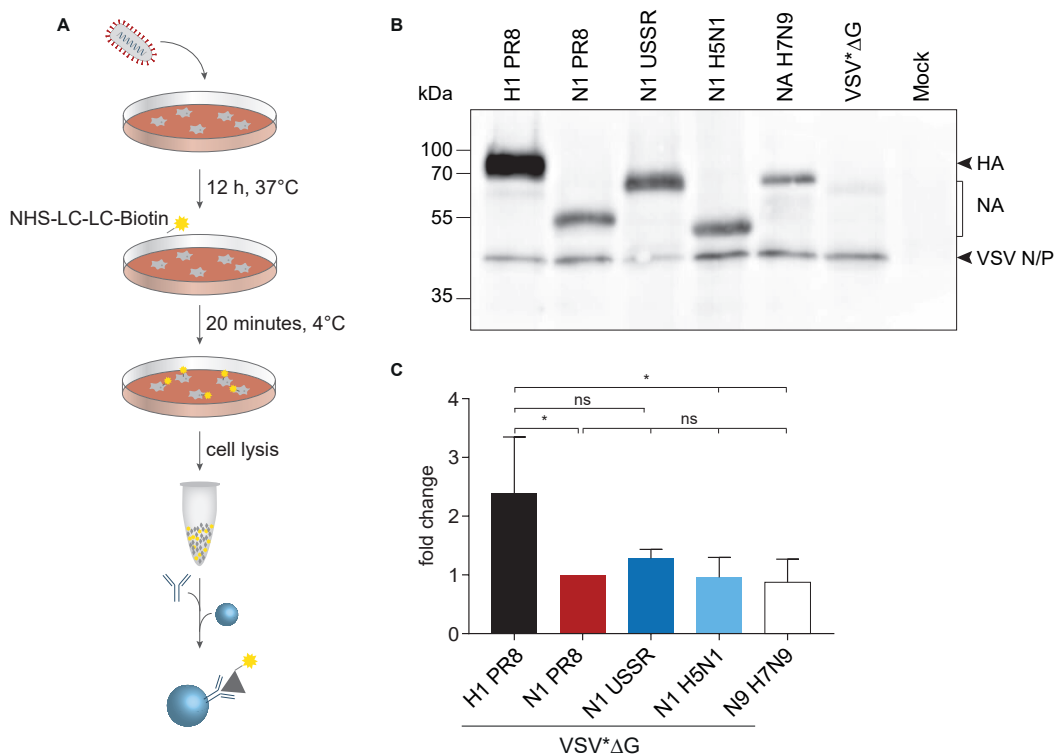 A
12 h, 37°C
NHS-LC-LC-Biotin
20 minutes, 4°C
cell lysis
B
kDa
H1 PR8
N1 PR8
N1 USSR
N1 H5N1
NA H7N9
VSV*ΔG
Mock
100
70
55
35
HA
NA
VSV N/P
C
fold change
4
3
2
1
0
*
ns
* ns
H1 PR8
N1 PR8
N1 USSR
N1 H5N1
N9 H7N9
VSV*ΔG